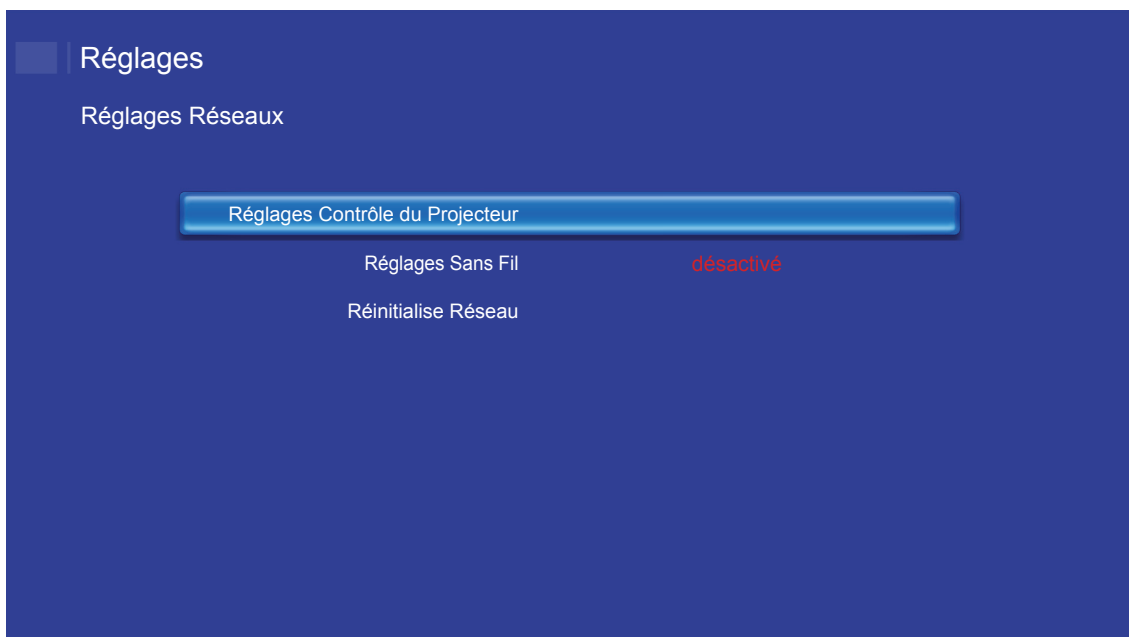 Réglages
Réglages Réseaux
Réglages Contrôle du Projecteur
Réglages Sans Fil désactivé
Réinitialise Réseau